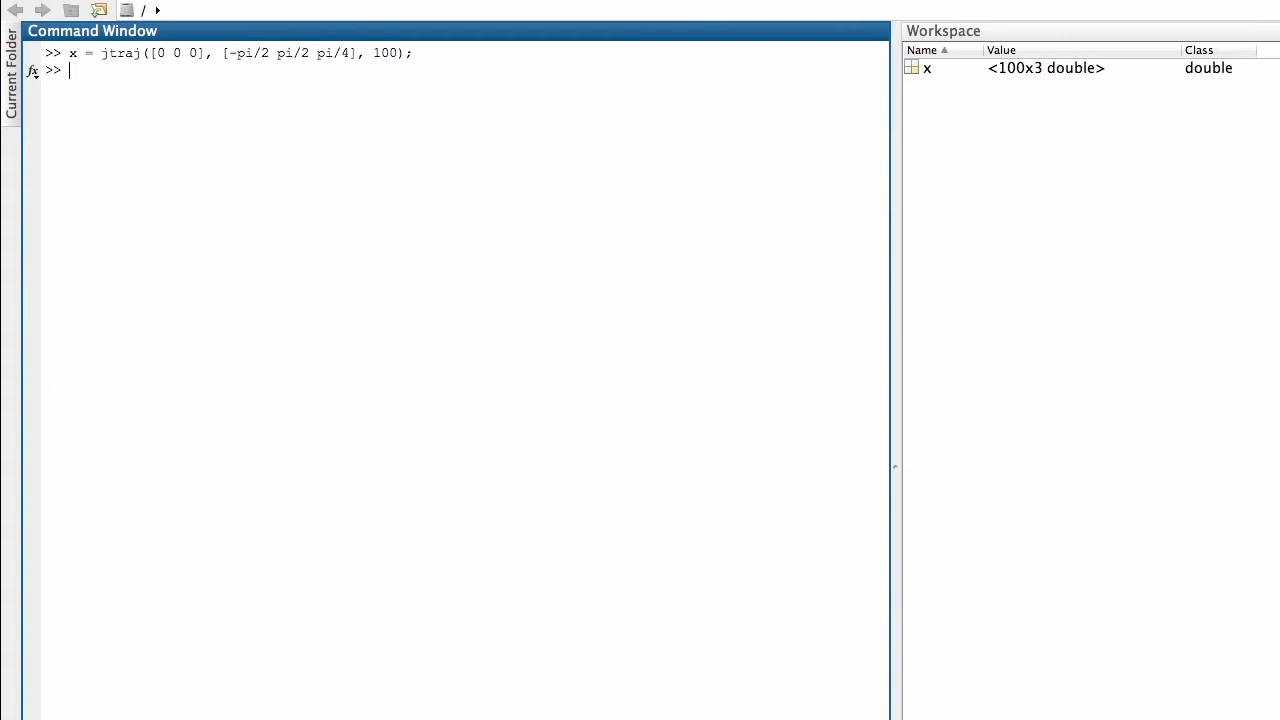 /
Current Folder
Command Window
>> x = jtraj([0 0 0], [-pi/2 pi/2 pi/4], 100);
fx >>
Workspace
Name Value Class
x <100x3 double> double